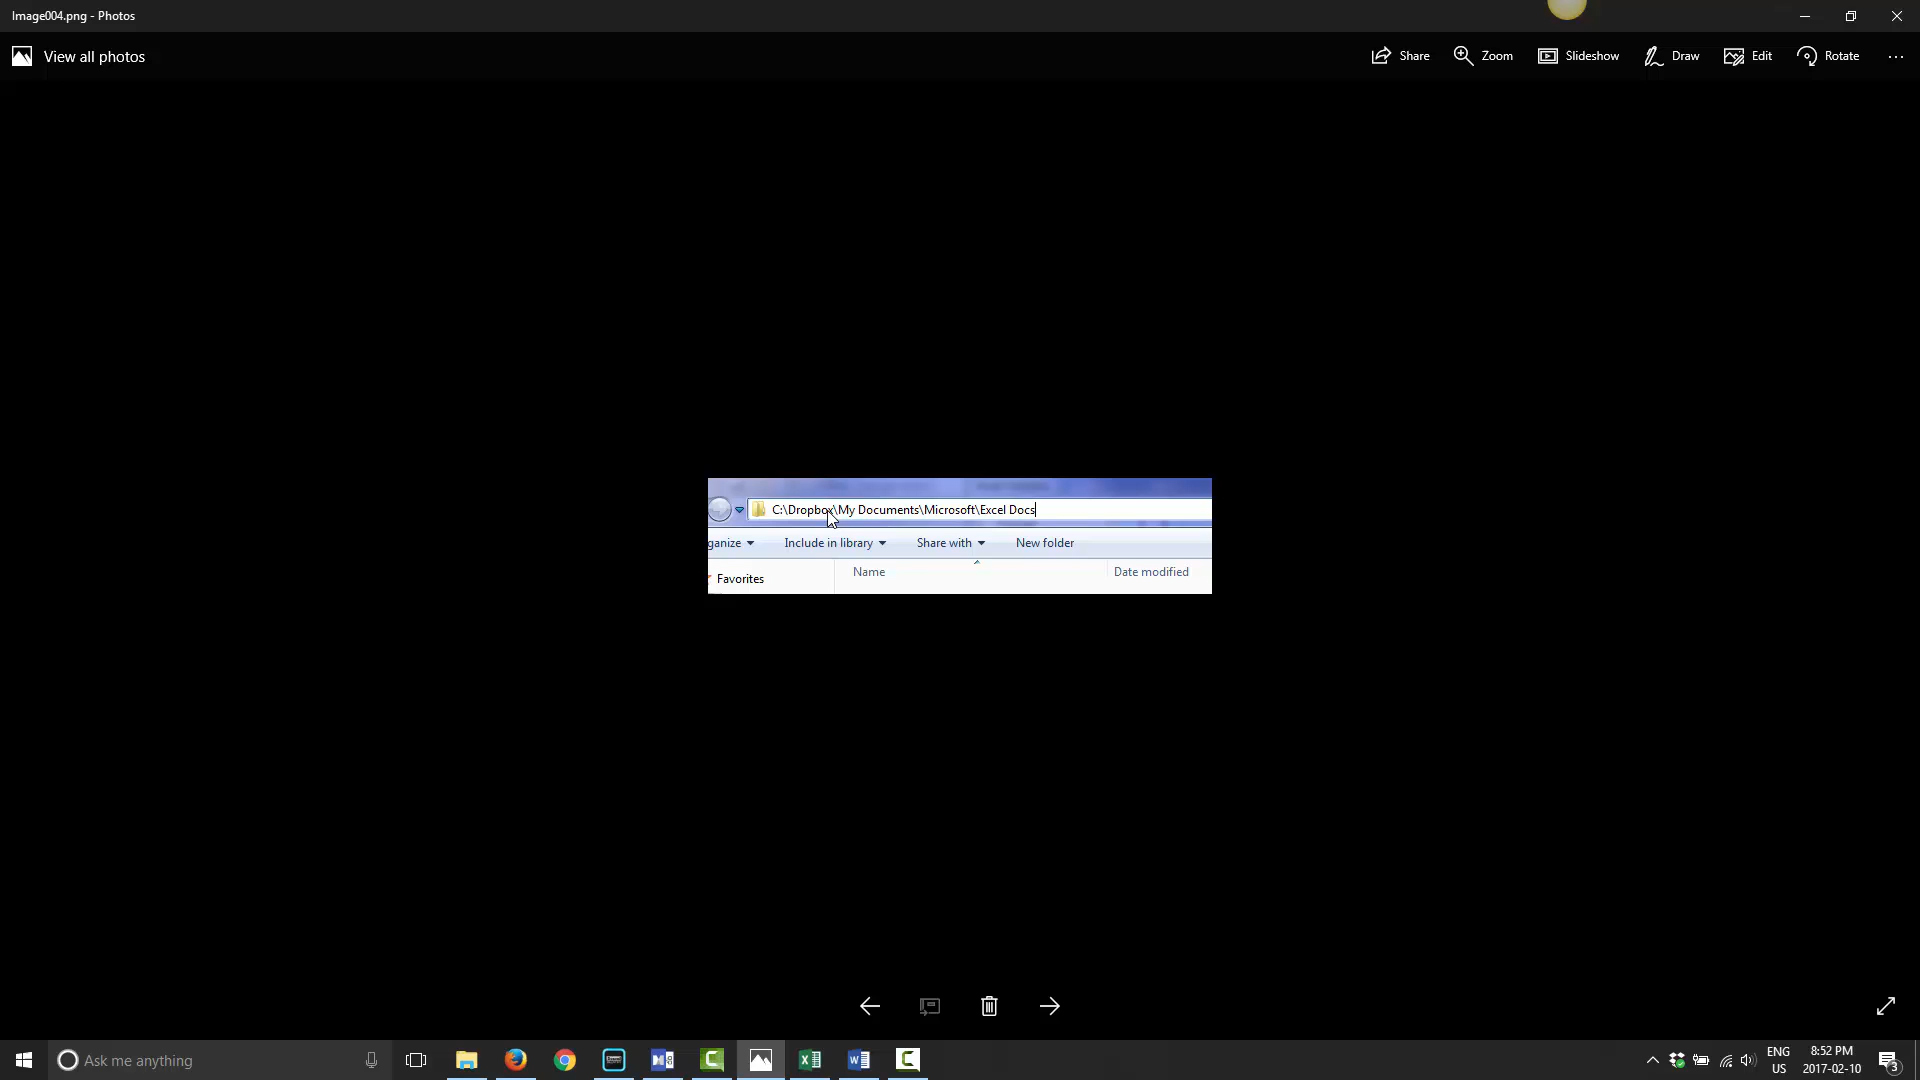 Image004.png - Photos
View all photos
Share
Zoom
Slideshow
Draw
Edit
Rotate
C:\Dropbox\My Documents\Microsoft\Excel Docs
ganize
Include in library
Share with
New folder
Favorites
Name
Date modified
Ask me anything
ENG
US
8:52 PM
2017-02-10
3